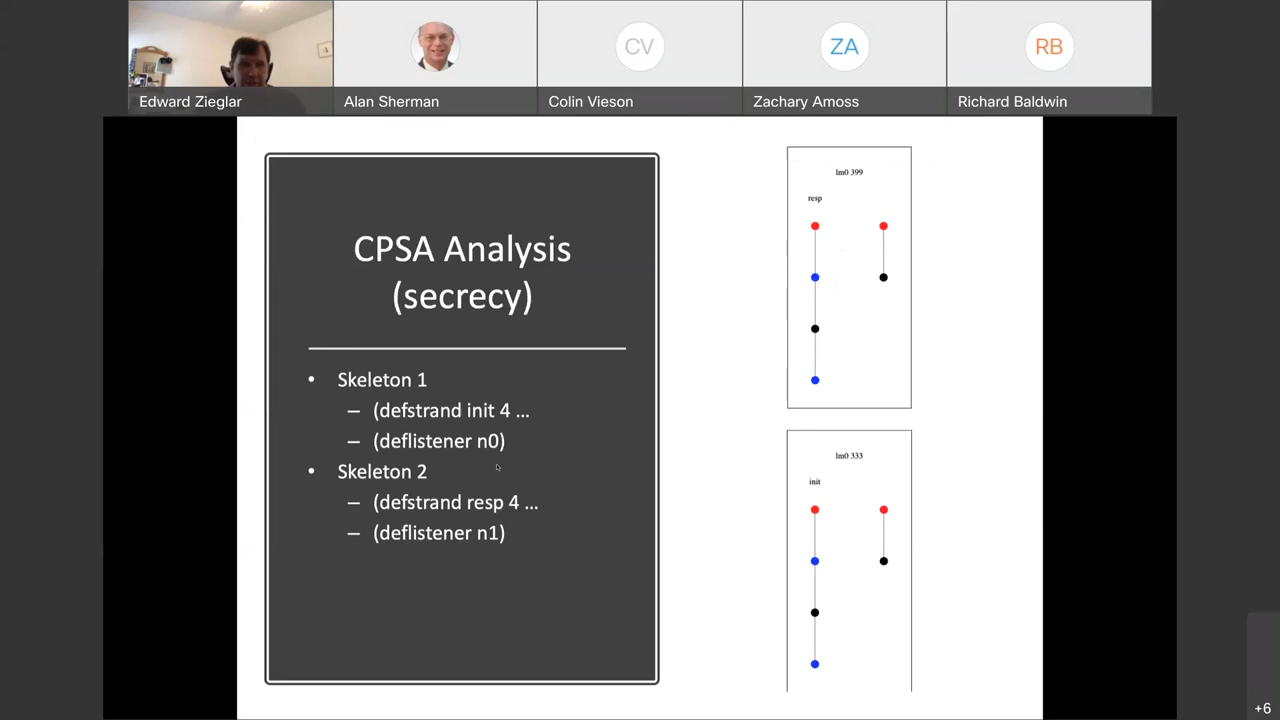 CV
ZA
RB
Edward Zieglar
Alan Sherman
Colin Vieson
Zachary Amoss
Richard Baldwin
CPSA Analysis
(secrecy)
• Skeleton 1
– (defstrand init 4 ...
– (deflistener n0)
• Skeleton 2
– (defstrand resp 4 ...
– (deflistener n1)
lm0 399
resp
lm0 333
init
+6